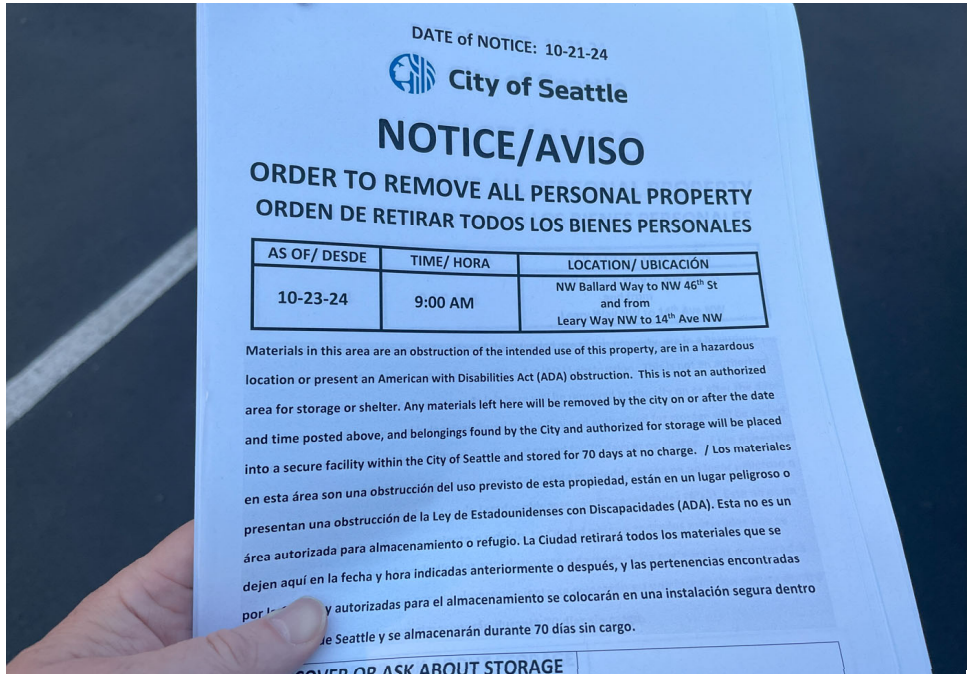 DATE of NOTICE: 10-21-24
City of Seattle
NOTICE/AVISO
ORDER TO REMOVE ALL PERSONAL PROPERTY
ORDEN DE RETIRAR TODOS LOS BIENES PERSONALES
AS OF/ DESDE TIME/ HORA LOCATION/ UBICACIÓN
10-23-24 9:00 AM NW Ballard Way to NW 46th St
and from
Leary Way NW to 14th Ave NW
Materials in this area are an obstruction of the intended use of this property, are in a hazardous
location or present an American with Disabilities Act (ADA) obstruction. This is not an authorized
area for storage or shelter. Any materials left here will be removed by the city on or after the date
and time posted above, and belongings found by the City and authorized for storage will be placed
into a secure facility within the City of Seattle and stored for 70 days at no charge. / Los materiales
en esta área son una obstrucción del uso previsto de esta propiedad, están en un lugar peligroso o
presentan una obstrucción de la Ley de Estadounidenses con Discapacidades (ADA). Esta no es un
área autorizada para almacenamiento o refugio. La Ciudad retirará todos los materiales que se
dejen aquí en la fecha y hora indicadas anteriormente o después, y las pertenencias encontradas
por y autorizadas para el almacenamiento se colocarán en una instalación segura dentro
de Seattle y se almacenarán durante 70 días sin cargo.
OR ASK ABOUT STORAGE